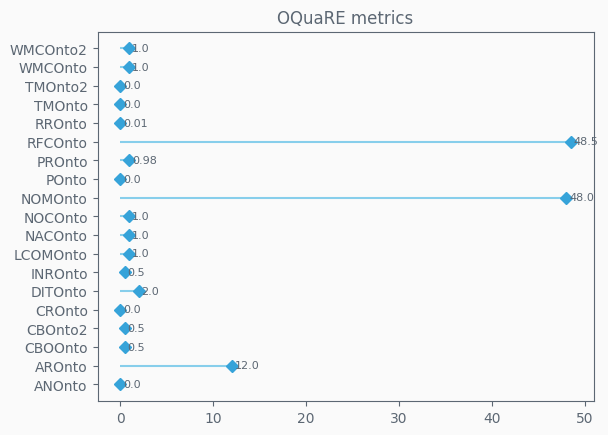 OQuaRE metrics
WMCOnto2 1.0
WMCOnto 1.0
TMOnto2 0.0
TMOnto 0.0
RROnto 0.01
RFCOnto 48.5
PROnto 0.98
POnto 0.0
NOMOnto 48.0
NOCOnto 1.0
NACOnto 1.0
LCOMOnto 1.0
INROnto 0.5
DITOnto 2.0
CROnto 0.0
CBOnto2 0.5
CBOOnto 0.5
AROnto 12.0
ANOnto 0.0
0 10 20 30 40 50